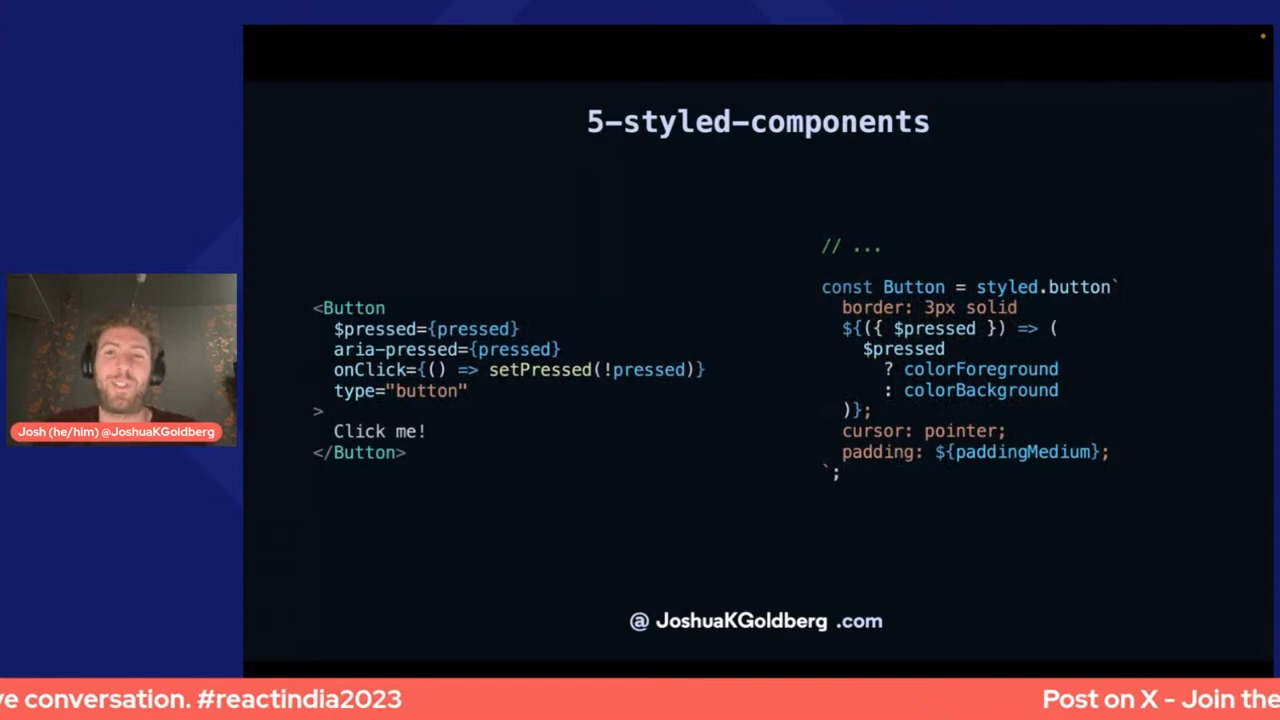 5-styled-components
<Button
$pressed={pressed}
aria-pressed={pressed}
onClick={() => setPressed(!pressed)}
type="button"
>
Click me!
</Button>
// ...
const Button = styled.button`
border: 3px solid
${({ $pressed }) => (
$pressed
? colorForeground
: colorBackground
)};
cursor: pointer;
padding: ${paddingMedium};
`;
Josh (he/him) @JoshuaKGoldberg
@ JoshuaKGoldberg .com
ve conversation. #reactindia2023
Post on X - Join the